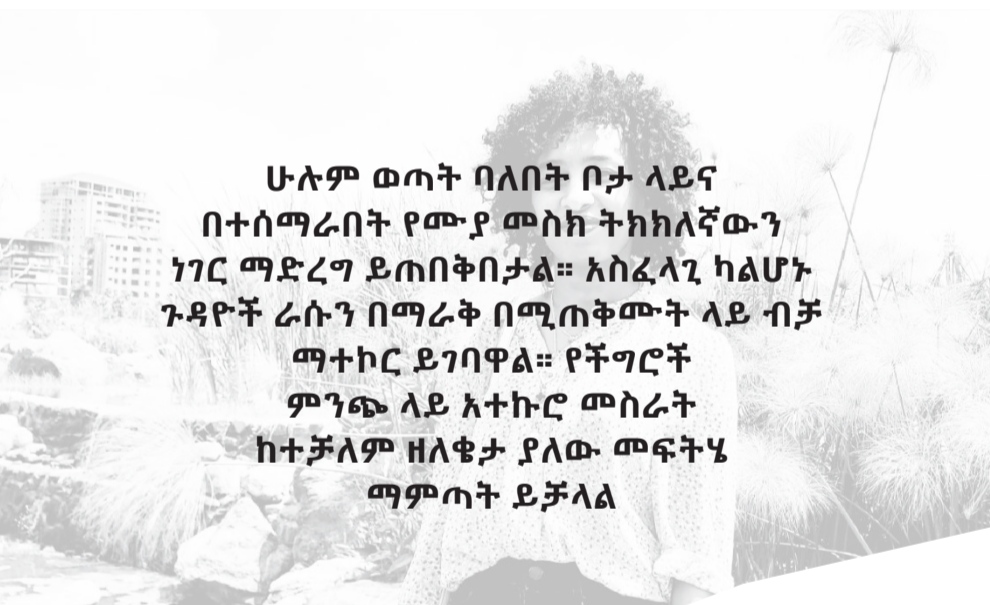 ሁሉም ወጣት ባለበት ቦታ ላይና
በተሰማራበት የሙያ መስክ ትክክለኛውን
ነገር ማድረግ ይጠበቅበታል። አስፈላጊ ካልሆኑ
ጉዳዮች ራሱን በማራቅ በሚጠቅሙት ላይ ብቻ
ማተኮር ይገባዋል። የችግሮች
ምንጭ ላይ አተኩሮ መስራት
ከተቻለም ዘለቄታ ያለው መፍትሄ
ማምጣት ይቻላል